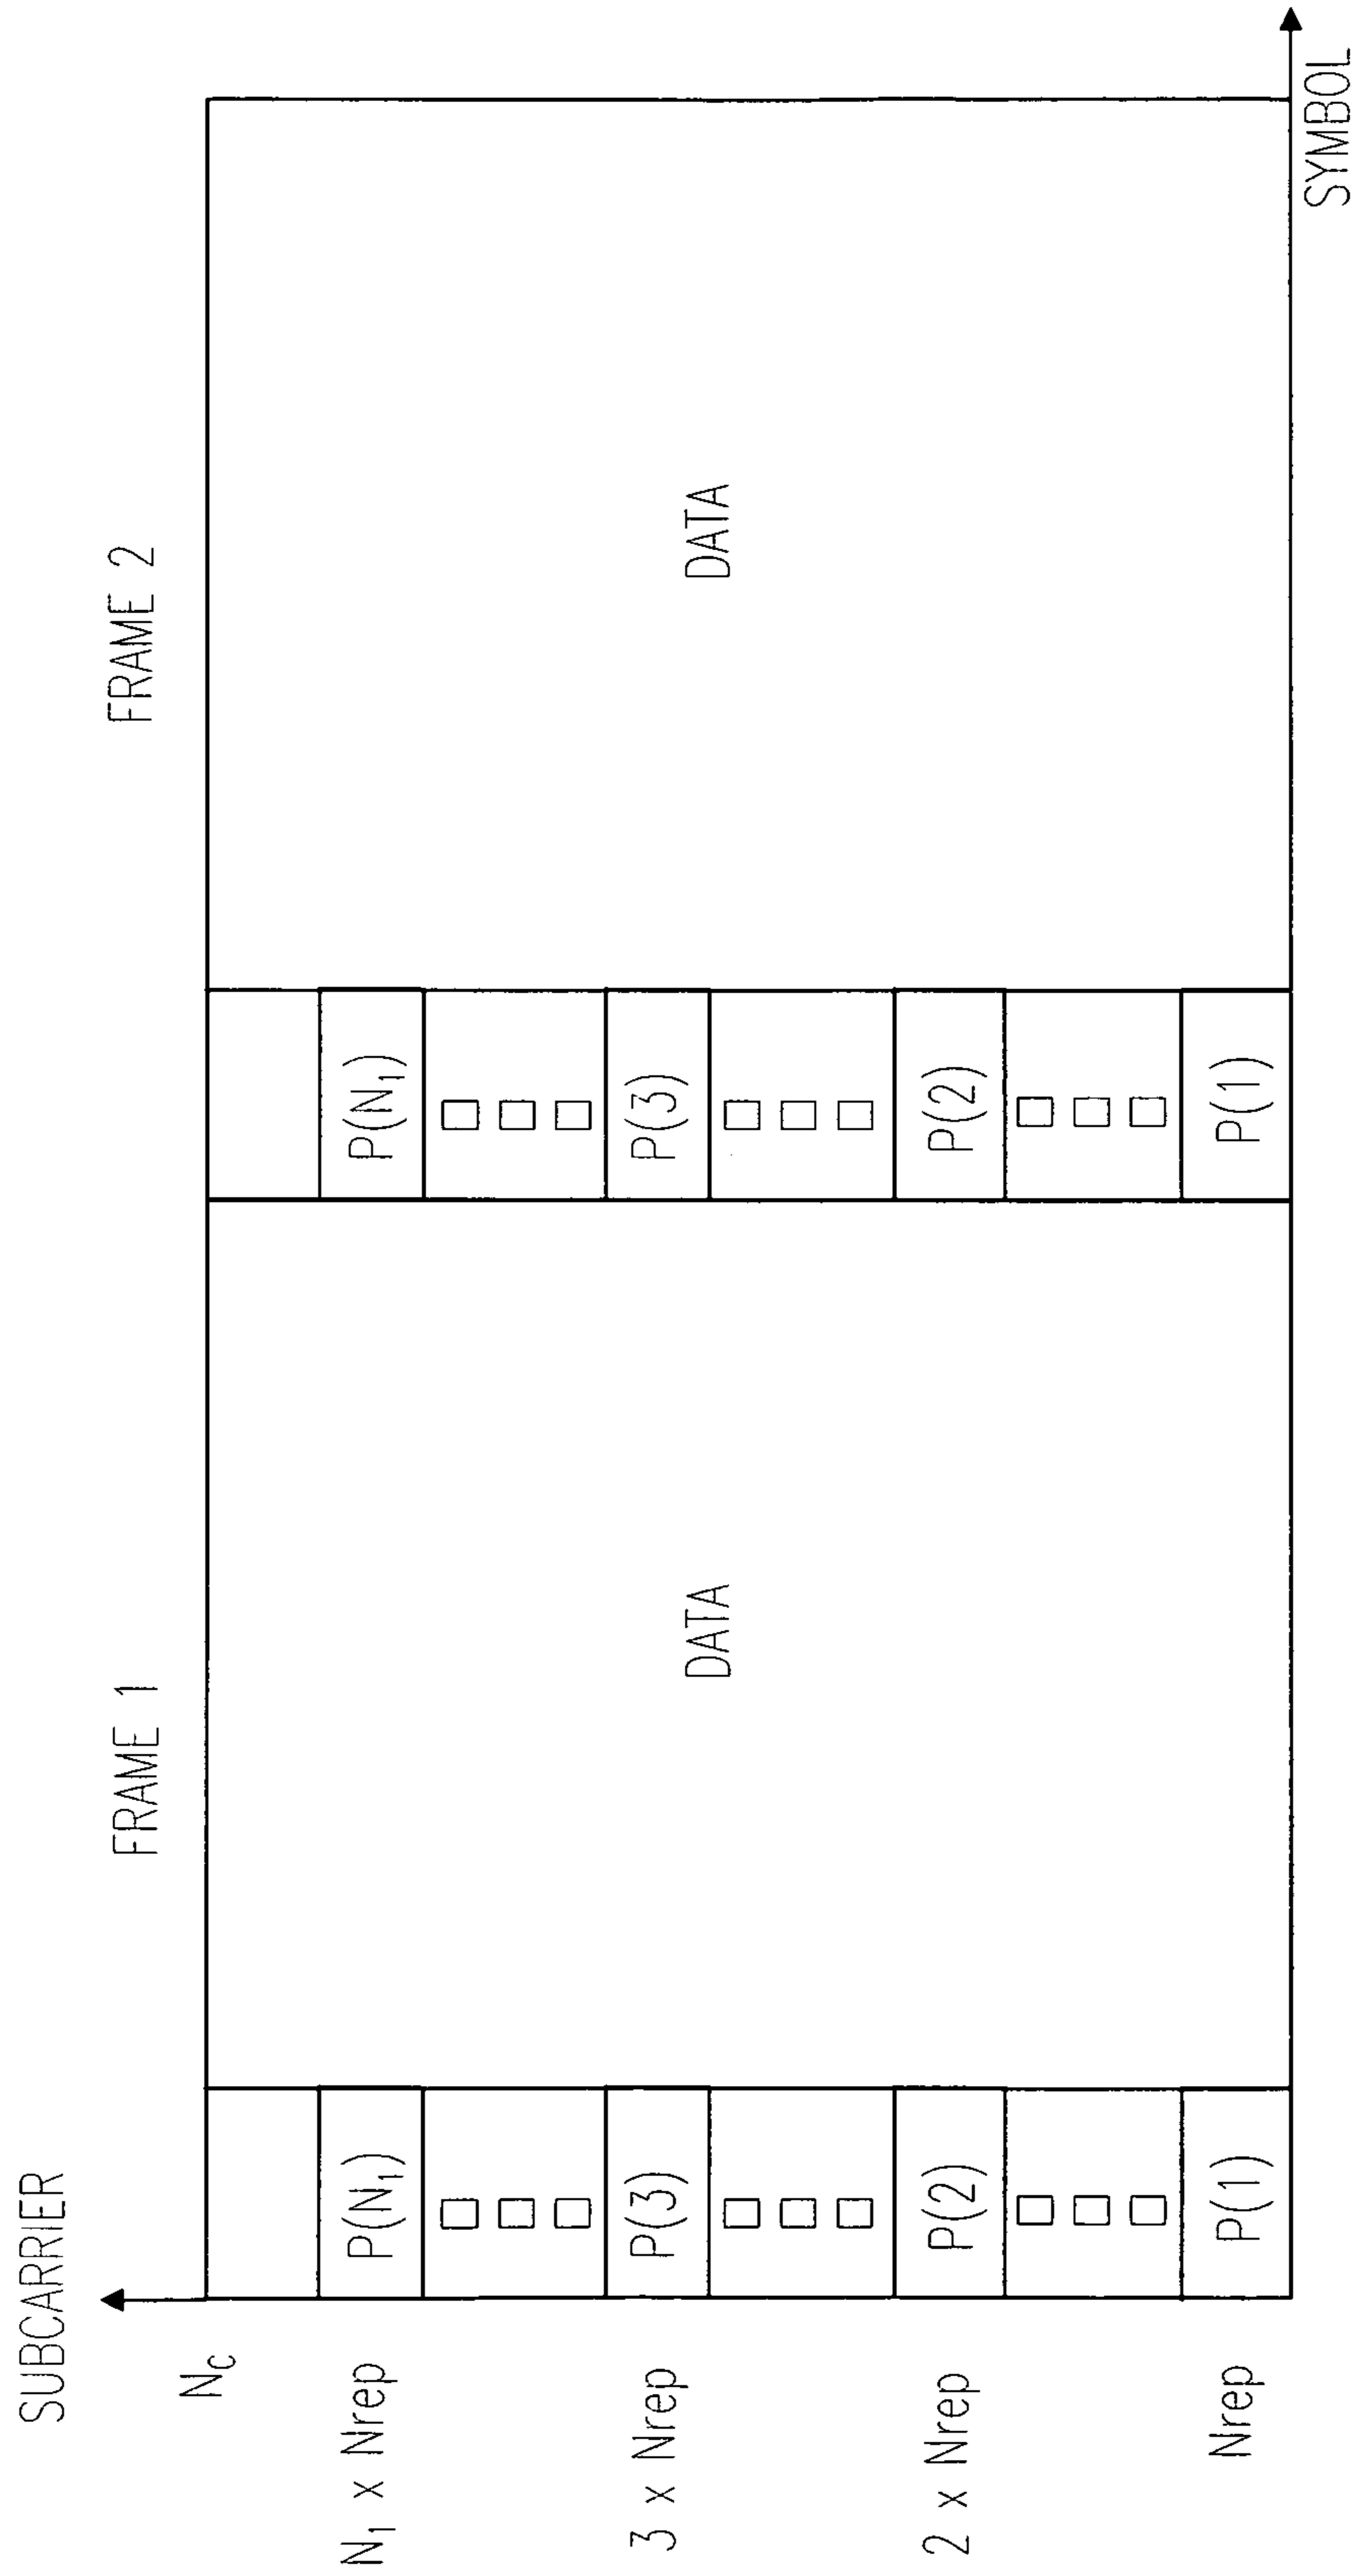 SUBCARRIER
FRAME 1
FRAME 2
N_C
N_1 x Nrep
P(N_1)
P(N_1)
3 x Nrep
P(3)
DATA
P(3)
DATA
2 x Nrep
P(2)
P(2)
Nrep
P(1)
P(1)
SYMBOL